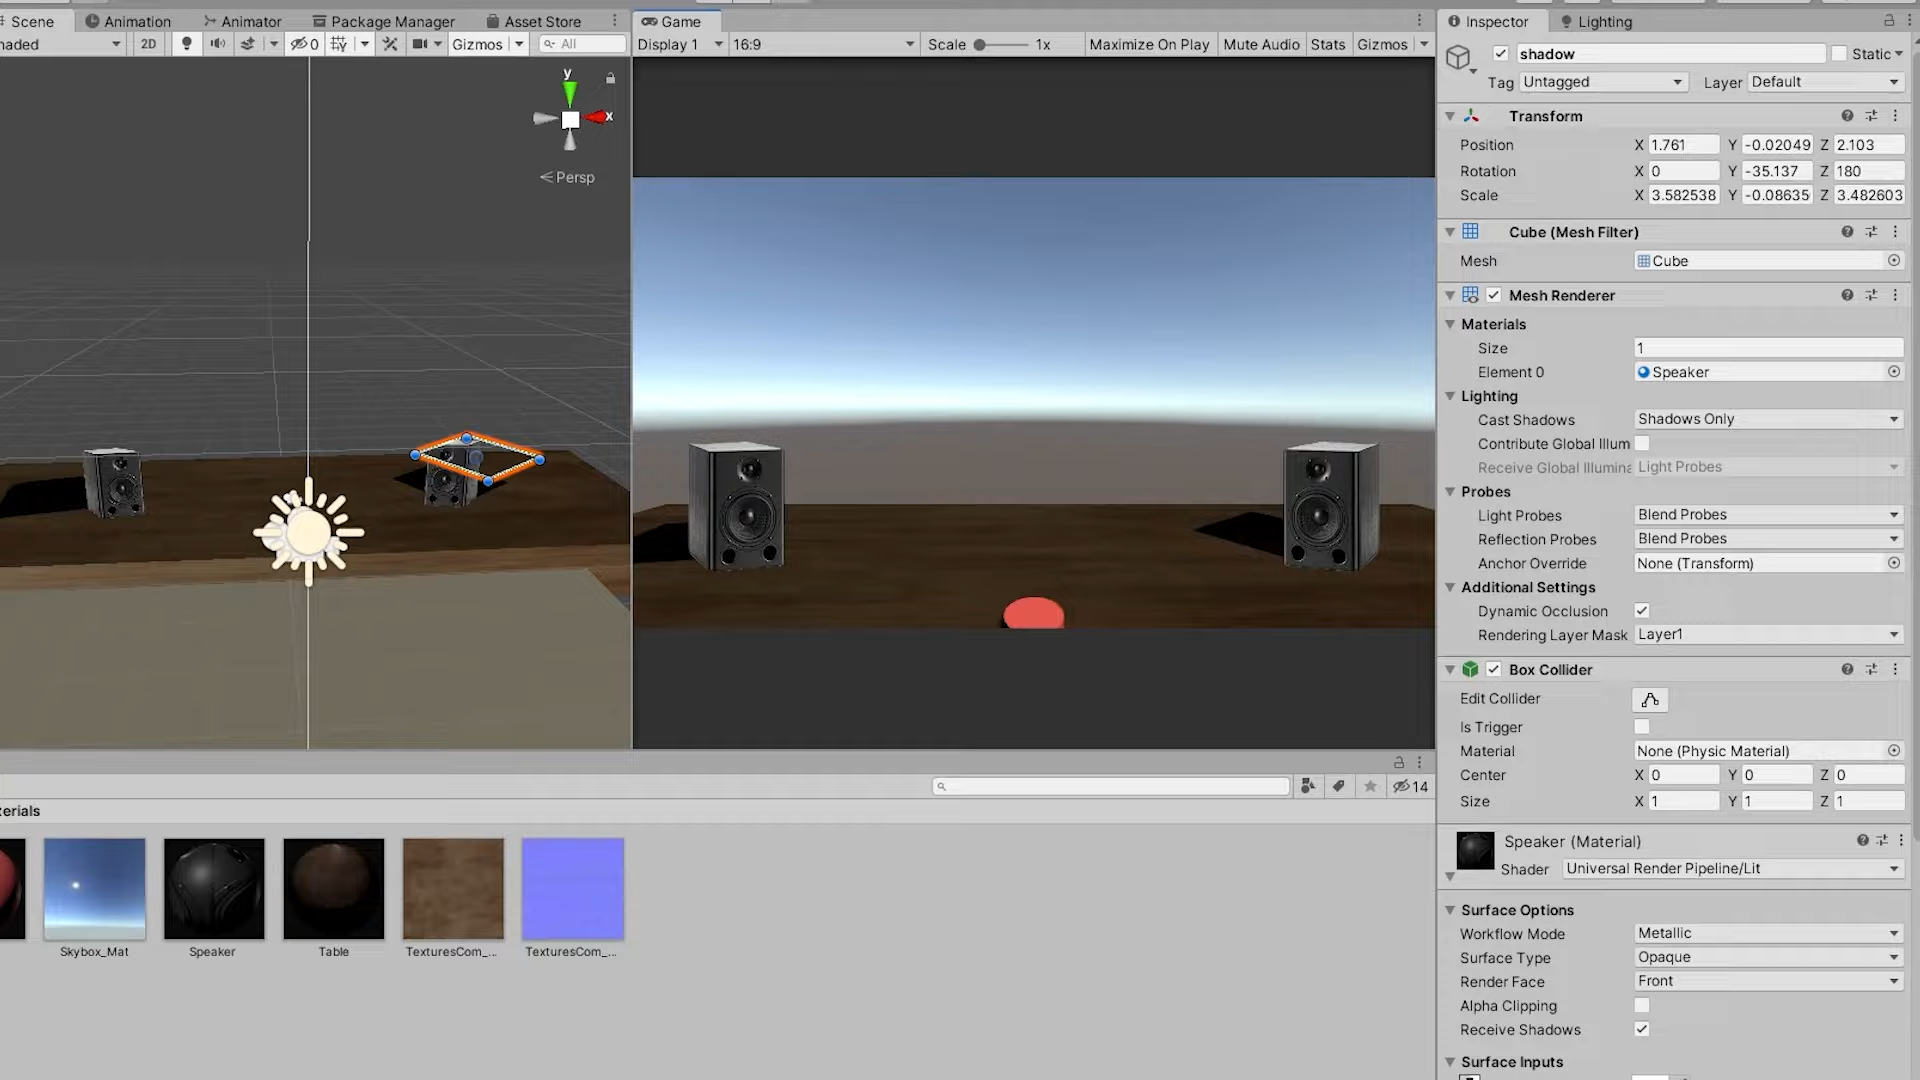 Scene Animation Animator Package Manager Asset Store Game Inspector Lighting
haded 2D 0 Gizmos All Display 1 16:9 Scale 1x Maximize On Play Mute Audio Stats Gizmos
shadow Static
Tag Untagged Layer Default
y
x
Persp
Transform
Position X 1.761 Y -0.02049 Z 2.103
Rotation X 0 Y -35.137 Z 180
Scale X 3.582538 Y -0.08635 Z 3.482603
Cube (Mesh Filter)
Mesh Cube
Mesh Renderer
Materials
Size 1
Element 0 Speaker
Lighting
Cast Shadows Shadows Only
Contribute Global Illum
Receive Global Illumina Light Probes
Probes
Light Probes Blend Probes
Reflection Probes Blend Probes
Anchor Override None (Transform)
Additional Settings
Dynamic Occlusion
Rendering Layer Mask Layer1
Box Collider
Edit Collider
Is Trigger
Material None (Physic Material)
Center X 0 Y 0 Z 0
Size X 1 Y 1 Z 1
14
terials
Skybox_Mat Speaker Table TexturesCom_... TexturesCom_...
Speaker (Material)
Shader Universal Render Pipeline/Lit
Surface Options
Workflow Mode Metallic
Surface Type Opaque
Render Face Front
Alpha Clipping
Receive Shadows
Surface Inputs